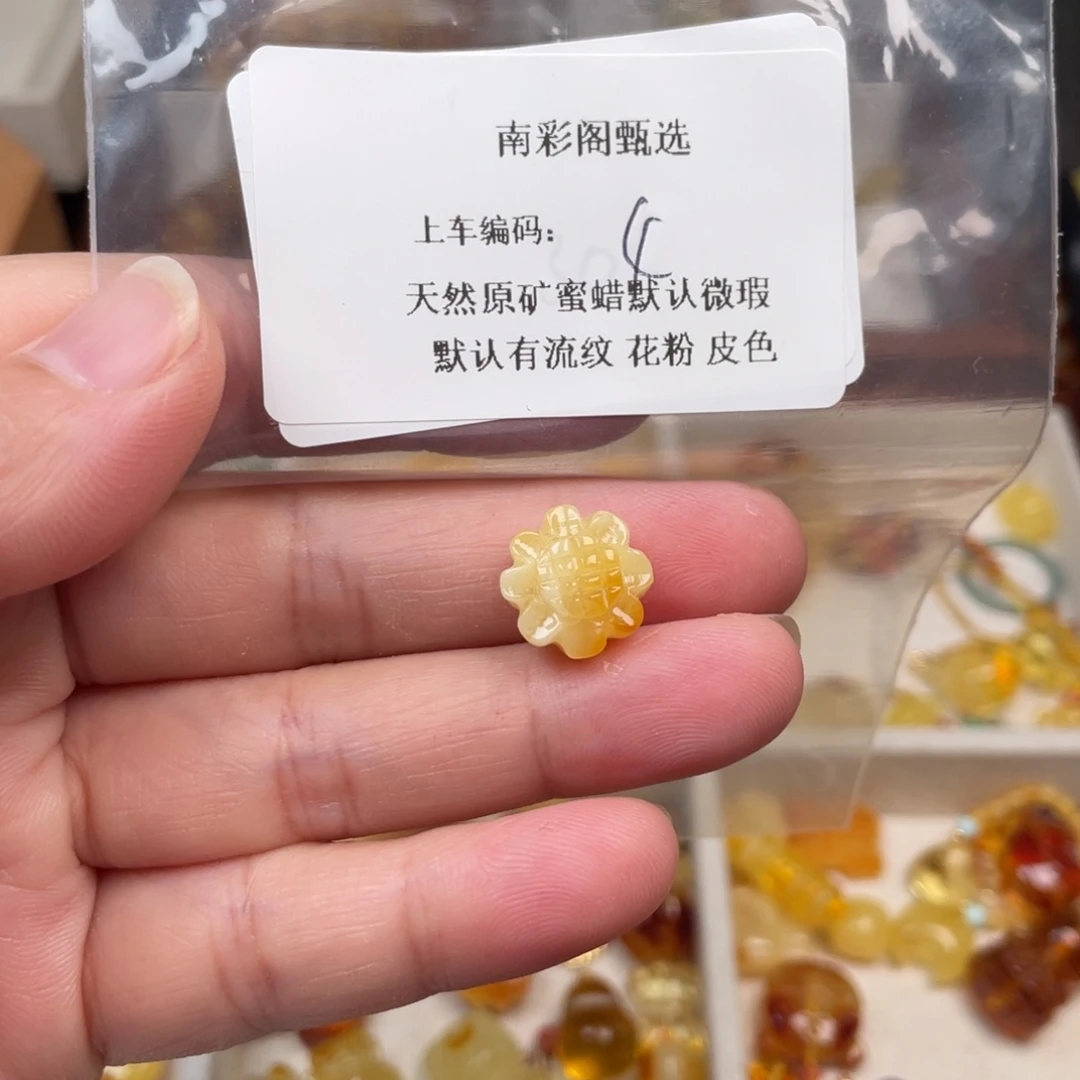 南彩阁甄选
上车编码: 4
天然原矿蜜蜡默认微瑕
默认有流纹 花粉 皮色